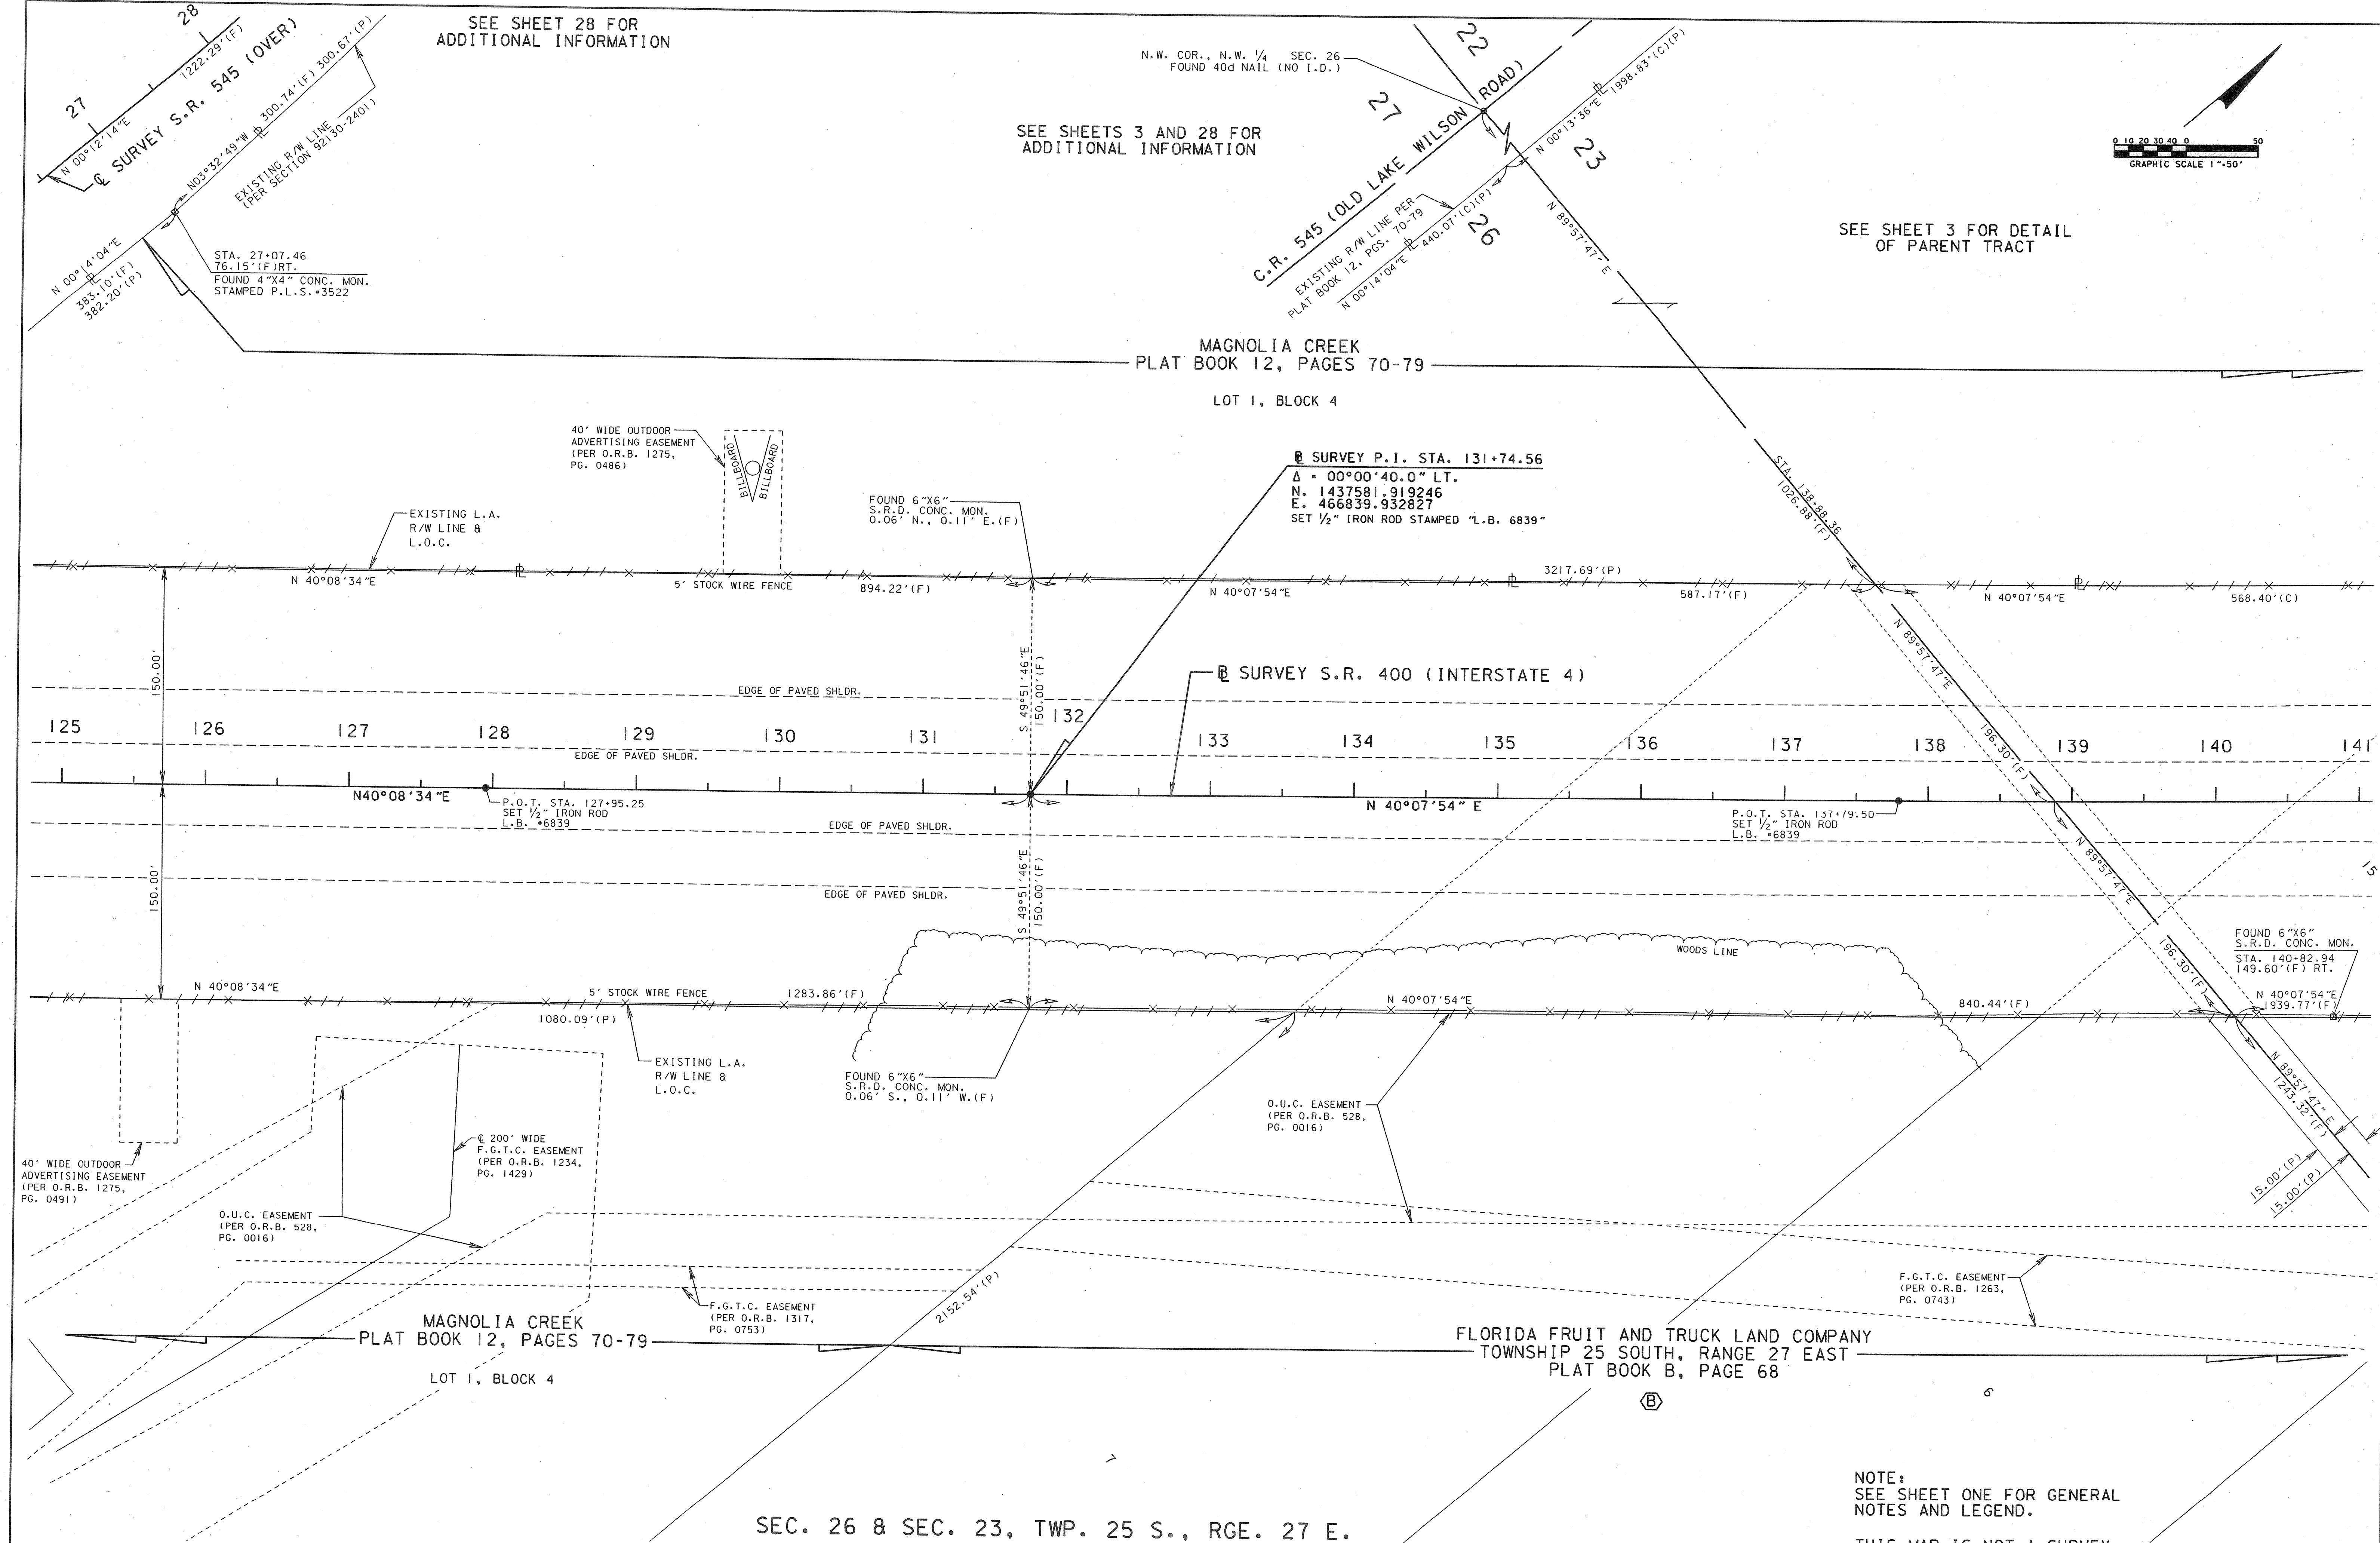 SEE SHEET 28 FOR
ADDITIONAL INFORMATION
28
27
1222.29'(F)
N 00°12'14"E
℄ SURVEY S.R. 545 (OVER)
N03°32'49"W
300.74'(F) 300.67'(P)
EXISTING R/W LINE
(PER SECTION 92130-2401)
N 00°14'04"E
383.10'(F)
382.20'(P)
STA. 27+07.46
76.15'(F)RT.
FOUND 4"X4" CONC. MON.
STAMPED P.L.S.#3522
N.W. COR., N.W. ¼ SEC. 26
FOUND 40d NAIL (NO I.D.)
SEE SHEETS 3 AND 28 FOR
ADDITIONAL INFORMATION
22
27
23
26
C.R. 545 (OLD LAKE WILSON ROAD)
N 00°13'36"E
1998.83'(C)(P)
EXISTING R/W LINE PER
PLAT BOOK 12, PGS. 70-79
N 00°14'04"E
440.07'(C)(P)
N 89°57'47" E
0 10 20 30 40 0 50
GRAPHIC SCALE 1"=50'
SEE SHEET 3 FOR DETAIL
OF PARENT TRACT
MAGNOLIA CREEK
PLAT BOOK 12, PAGES 70-79
LOT 1, BLOCK 4
40' WIDE OUTDOOR
ADVERTISING EASEMENT
(PER O.R.B. 1275,
PG. 0486)
BILLBOARD
BILLBOARD
FOUND 6"X6"
S.R.D. CONC. MON.
0.06' N., 0.11' E.(F)
EXISTING L.A.
R/W LINE &
L.O.C.
B SURVEY P.I. STA. 131+74.56
Δ = 00°00'40.0" LT.
N. 1437581.919246
E. 466839.932827
SET ½" IRON ROD STAMPED "L.B. 6839"
STA. 138+88.36
1026.88'(F)
N 40°08'34"E
5' STOCK WIRE FENCE
894.22'(F)
N 40°07'54"E
3217.69'(P)
587.17'(F)
N 40°07'54"E
568.40'(C)
150.00'
S 49°51'46"E
150.00'(F)
B SURVEY S.R. 400 (INTERSTATE 4)
N 89°57'47"E
196.30'(F)
EDGE OF PAVED SHLDR.
125 126 127 128 129 130 131 132 133 134 135 136 137 138 139 140 141
EDGE OF PAVED SHLDR.
N40°08'34"E
P.O.T. STA. 127+95.25
SET ½" IRON ROD
L.B. #6839
N 40°07'54" E
P.O.T. STA. 137+79.50
SET ½" IRON ROD
L.B. #6839
EDGE OF PAVED SHLDR.
150.00'
S 49°51'46"E
150.00'(F)
EDGE OF PAVED SHLDR.
N 89°57'47"E
196.30'(F)
15
WOODS LINE
FOUND 6"X6"
S.R.D. CONC. MON.
STA. 140+82.94
149.60'(F) RT.
N 40°07'54"E
1939.77'(F)
N 40°08'34"E
5' STOCK WIRE FENCE
1283.86'(F)
1080.09'(P)
N 40°07'54"E
840.44'(F)
EXISTING L.A.
R/W LINE &
L.O.C.
FOUND 6"X6"
S.R.D. CONC. MON.
0.06' S., 0.11' W.(F)
N 89°57'47" E
1243.32'(F)
15.00'(P)
15.00'(P)
O.U.C. EASEMENT
(PER O.R.B. 528,
PG. 0016)
40' WIDE OUTDOOR
ADVERTISING EASEMENT
(PER O.R.B. 1275,
PG. 0491)
℄ 200' WIDE
F.G.T.C. EASEMENT
(PER O.R.B. 1234,
PG. 1429)
O.U.C. EASEMENT
(PER O.R.B. 528,
PG. 0016)
F.G.T.C. EASEMENT
(PER O.R.B. 1317,
PG. 0753)
2152.54'(P)
F.G.T.C. EASEMENT
(PER O.R.B. 1263,
PG. 0743)
MAGNOLIA CREEK
PLAT BOOK 12, PAGES 70-79
LOT 1, BLOCK 4
FLORIDA FRUIT AND TRUCK LAND COMPANY
TOWNSHIP 25 SOUTH, RANGE 27 EAST
PLAT BOOK B, PAGE 68
B
6
7
SEC. 26 & SEC. 23, TWP. 25 S., RGE. 27 E.
NOTE:
SEE SHEET ONE FOR GENERAL
NOTES AND LEGEND.
THIS MAP IS NOT A SURVEY